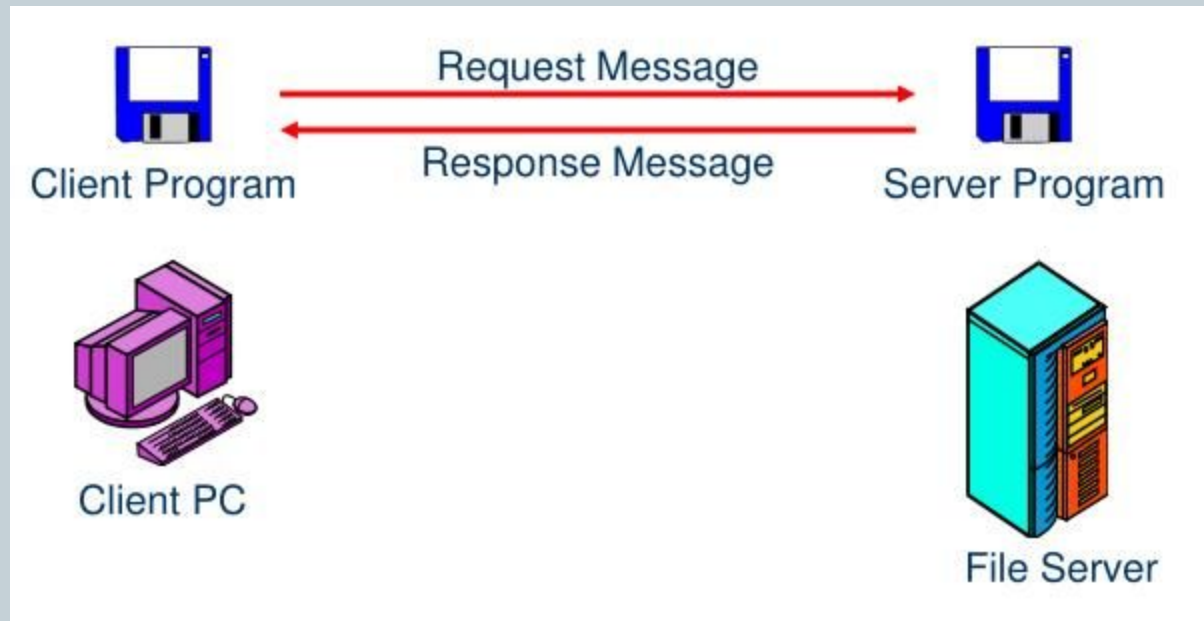 Request Message
Response Message
Client Program
Server Program
Client PC
File Server